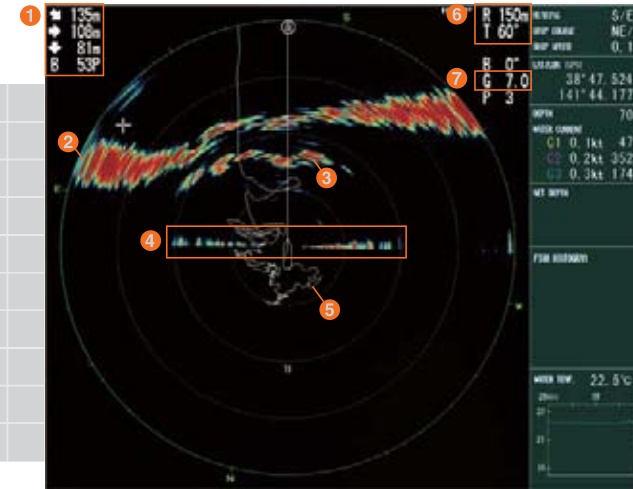 1
135m
108m
81m
B 53P
2
3
4
5
6
R 150m
T 60°
B 0°
7
G 7.0
P 3
S
E
W
N
S/E
SHIP COURSE NE/
SHIP SPEED 0.1
38°47.524
141°44.177
DEPTH 70
WATER CURRENT
C1 0.1kt 47
C2 0.2kt 352
C3 0.3kt 174
NET DEPTH
FISH HISTOGRAM
WATER TEMP. 22.5°C